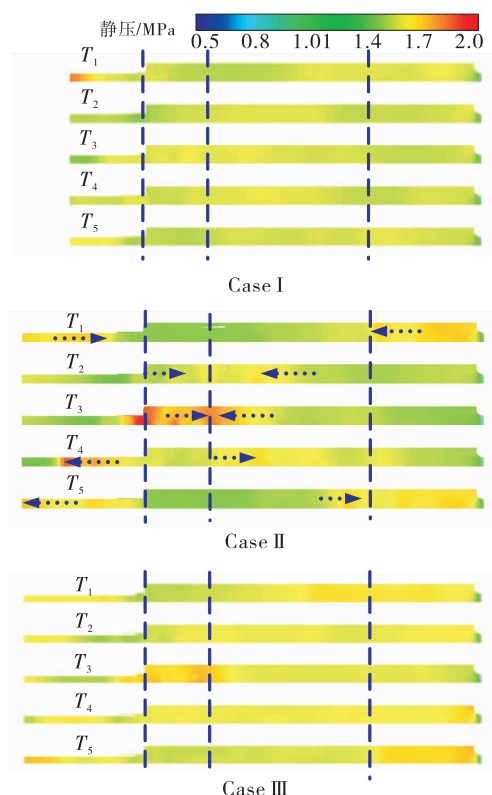 静压/MPa
0.5 0.8 1.01 1.4 1.7 2.0
T1
T2
T3
T4
T5
Case Ⅰ
T1
T2
T3
T4
T5
Case Ⅱ
T1
T2
T3
T4
T5
Case Ⅲ